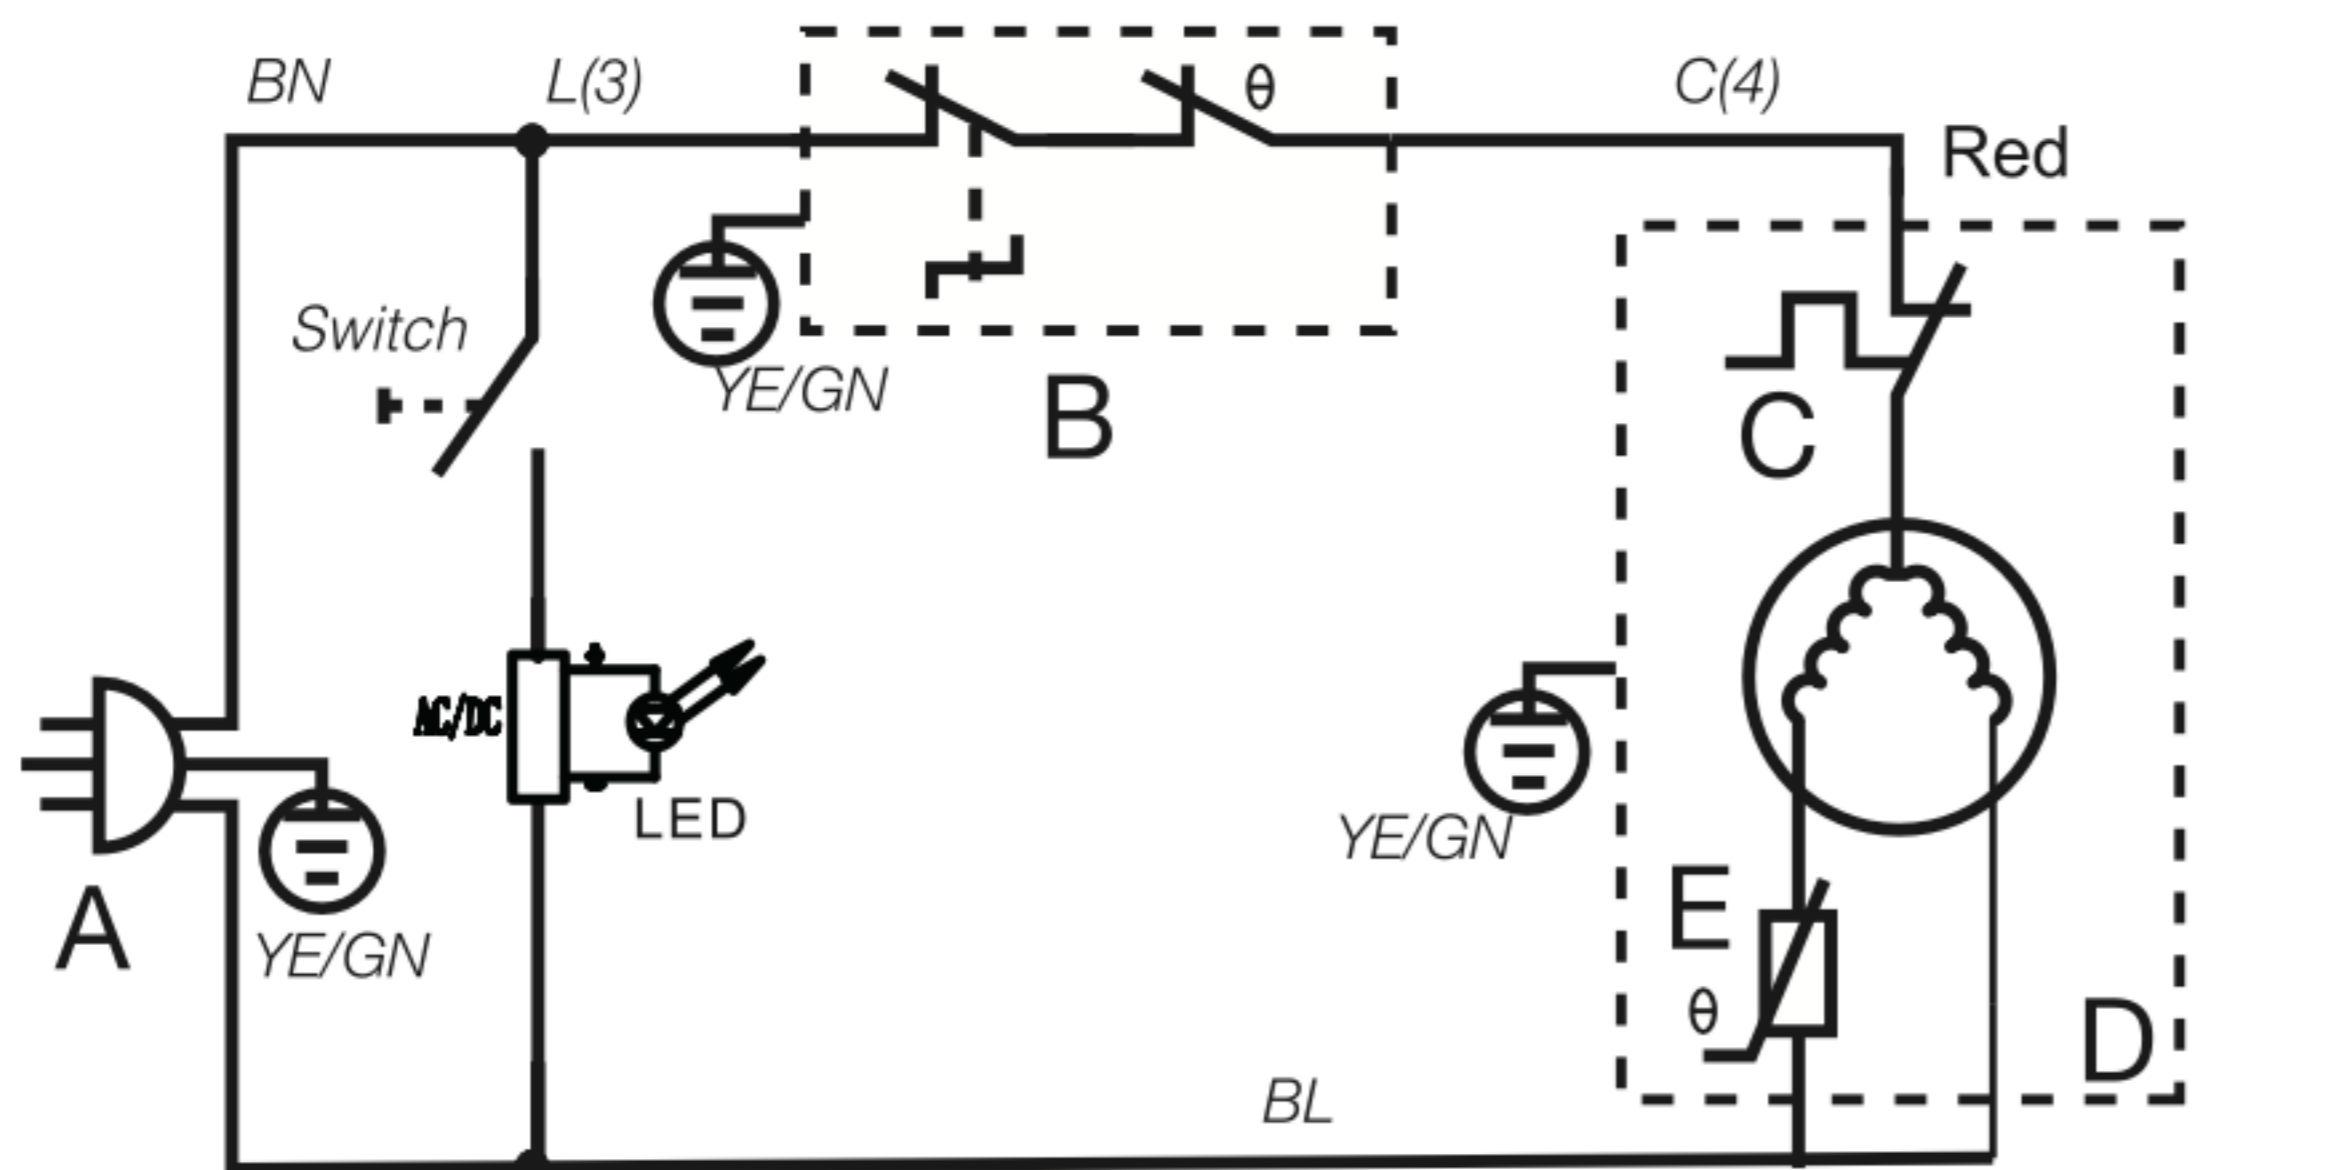 BN
L(3)
θ
C(4)
Red
Switch
YE/GN
B
C
AC/DC
LED
YE/GN
A
YE/GN
E
θ
D
BL